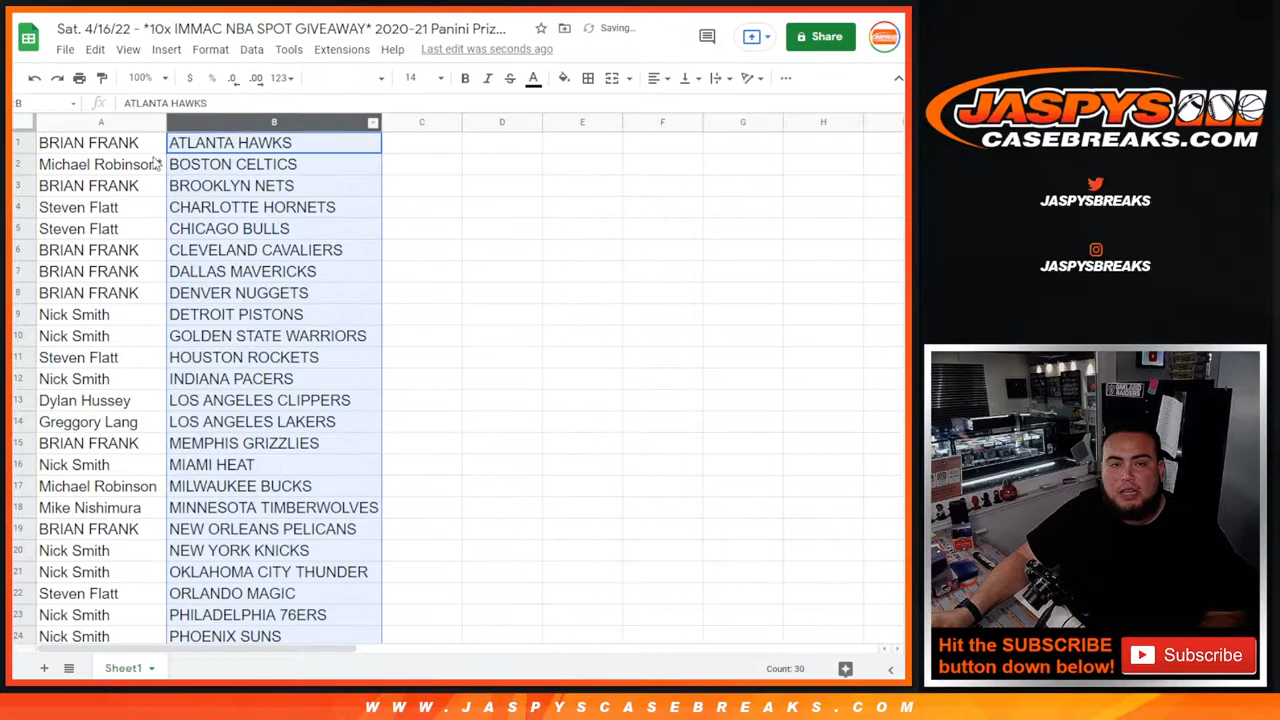 Sat. 4/16/22 - *10x IMMAC NBA SPOT GIVEAWAY* 2020-21 Panini Priz...
Saving...
File Edit View Insert Format Data Tools Extensions Help Last edit was seconds ago
Share
100% $ % .0 .00 123 14 B I S A
:B fx ATLANTA HAWKS
A B C D E F G H
1 BRIAN FRANK ATLANTA HAWKS
2 Michael Robinson* BOSTON CELTICS
3 BRIAN FRANK BROOKLYN NETS
4 Steven Flatt CHARLOTTE HORNETS
5 Steven Flatt CHICAGO BULLS
6 BRIAN FRANK CLEVELAND CAVALIERS
7 BRIAN FRANK DALLAS MAVERICKS
8 BRIAN FRANK DENVER NUGGETS
9 Nick Smith DETROIT PISTONS
10 Nick Smith GOLDEN STATE WARRIORS
11 Steven Flatt HOUSTON ROCKETS
12 Nick Smith INDIANA PACERS
13 Dylan Hussey LOS ANGELES CLIPPERS
14 Greggory Lang LOS ANGELES LAKERS
15 BRIAN FRANK MEMPHIS GRIZZLIES
16 Nick Smith MIAMI HEAT
17 Michael Robinson MILWAUKEE BUCKS
18 Mike Nishimura MINNESOTA TIMBERWOLVES
19 BRIAN FRANK NEW ORLEANS PELICANS
20 Nick Smith NEW YORK KNICKS
21 Nick Smith OKLAHOMA CITY THUNDER
22 Steven Flatt ORLANDO MAGIC
23 Nick Smith PHILADELPHIA 76ERS
24 Nick Smith PHOENIX SUNS
Sheet1
Count: 30
JASPYS
CASEBREAKS.COM
JASPYSBREAKS
JASPYSBREAKS
OAKLAND
RAIDERS
Hit the SUBSCRIBE
button down below!
Subscribe
WWW.JASPYSCASEBREAKS.COM